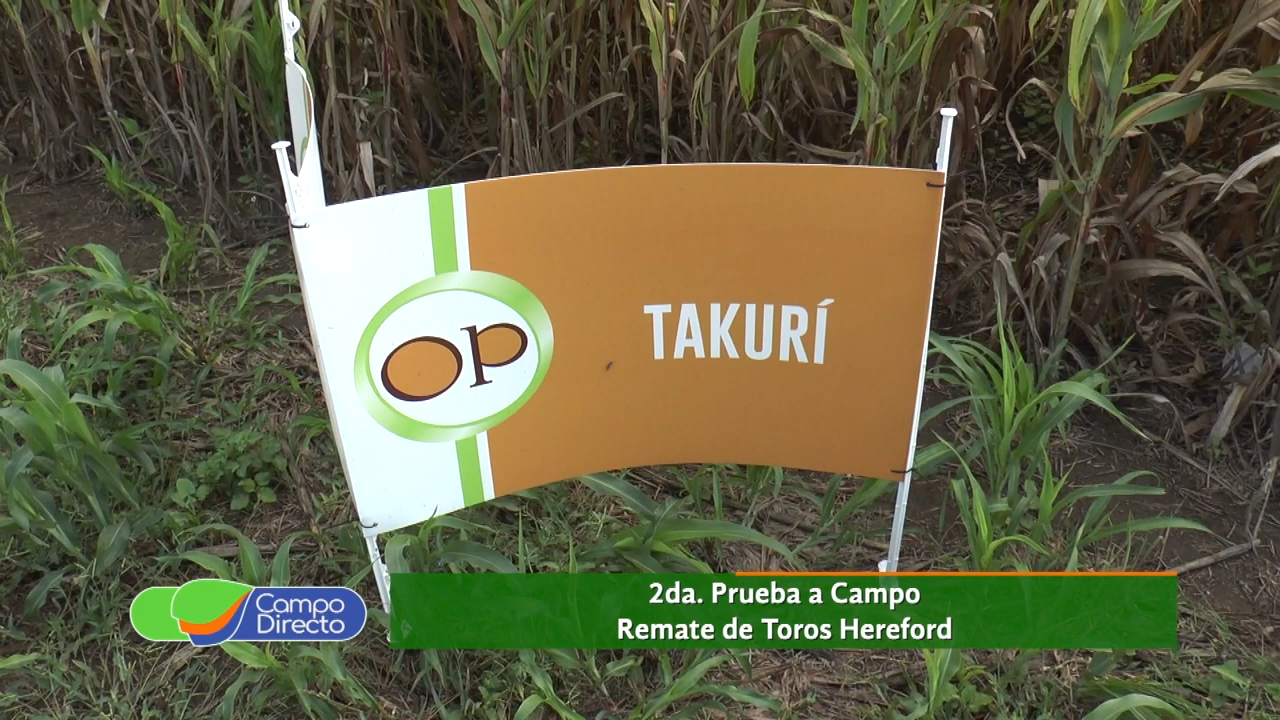 OP
TAKURÍ
Campo
Directo
2da. Prueba a Campo
Remate de Toros Hereford